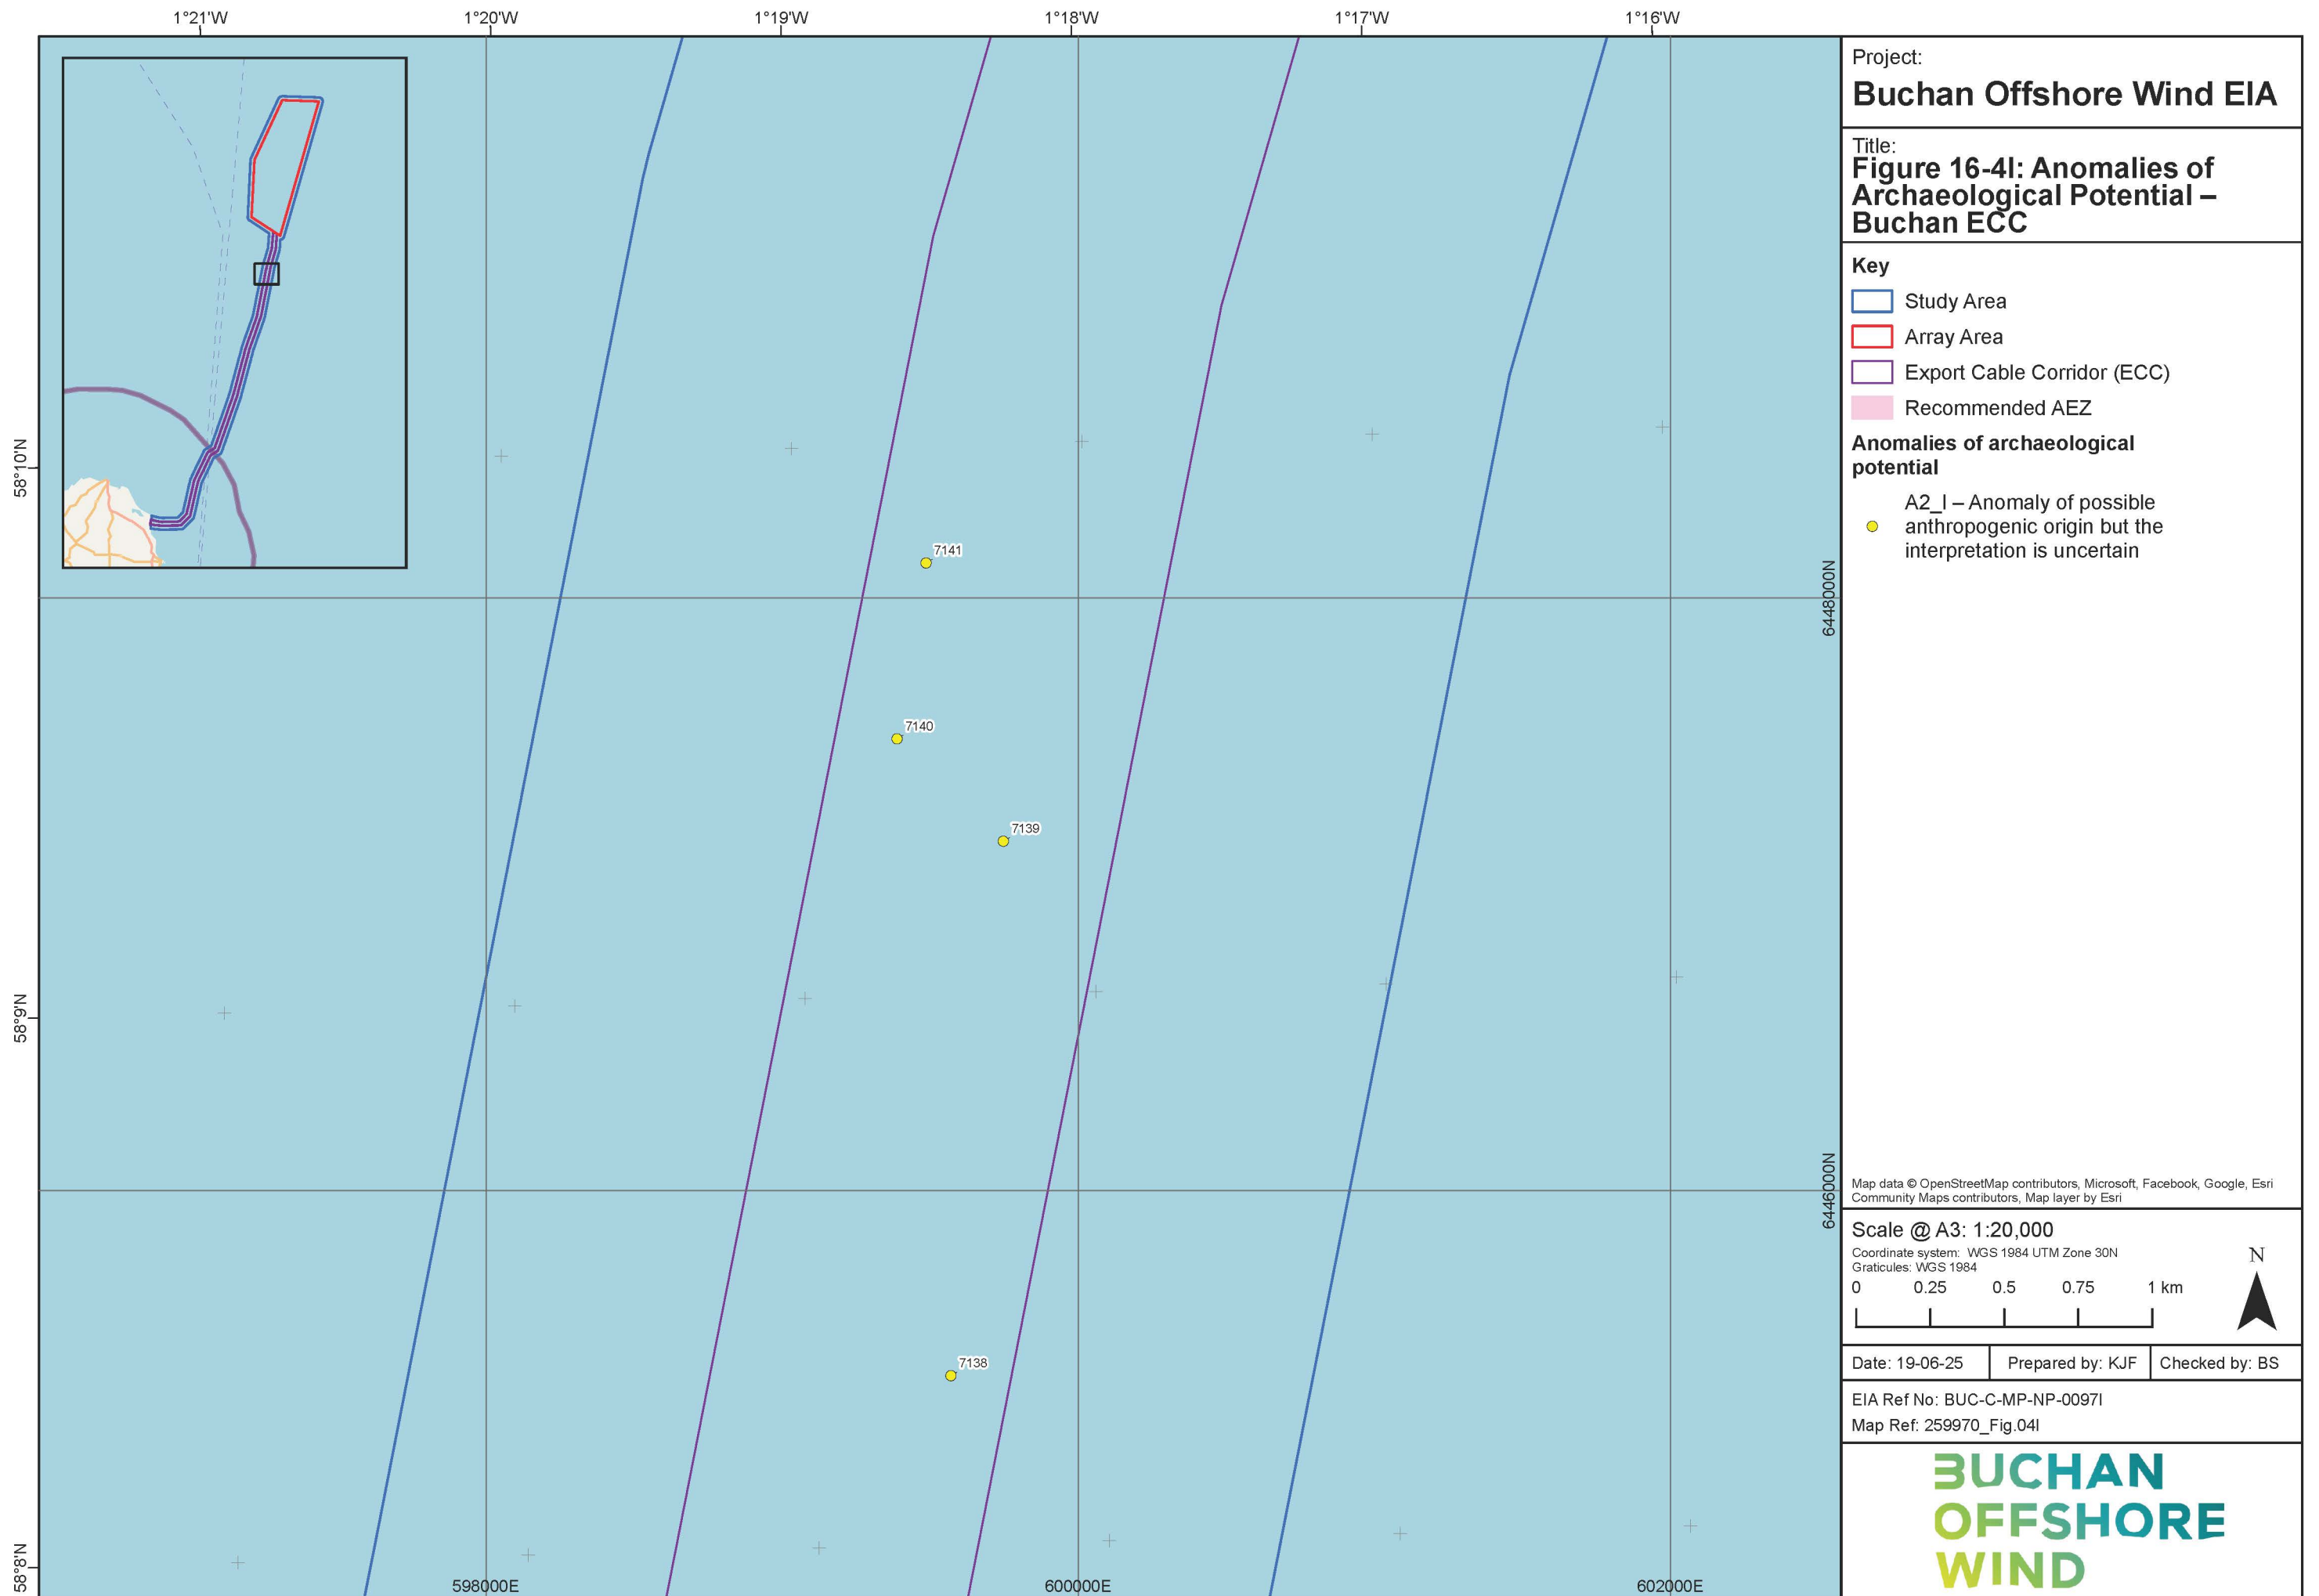 1°21'W 1°20'W 1°19'W 1°18'W 1°17'W 1°16'W
58°10'N
58°9'N
58°8'N
7141
6448000N
7140
7139
6446000N
7138
598000E 600000E 602000E
Project:
Buchan Offshore Wind EIA
Title:
Figure 16-4l: Anomalies of
Archaeological Potential –
Buchan ECC
Key
Study Area
Array Area
Export Cable Corridor (ECC)
Recommended AEZ
Anomalies of archaeological
potential
A2_l – Anomaly of possible
anthropogenic origin but the
interpretation is uncertain
Map data © OpenStreetMap contributors, Microsoft, Facebook, Google, Esri
Community Maps contributors, Map layer by Esri
Scale @ A3: 1:20,000
Coordinate system: WGS 1984 UTM Zone 30N
Graticules: WGS 1984
0 0.25 0.5 0.75 1 km
N
Date: 19-06-25 Prepared by: KJF Checked by: BS
EIA Ref No: BUC-C-MP-NP-0097l
Map Ref: 259970_Fig.04l
BUCHAN
OFFSHORE
WIND